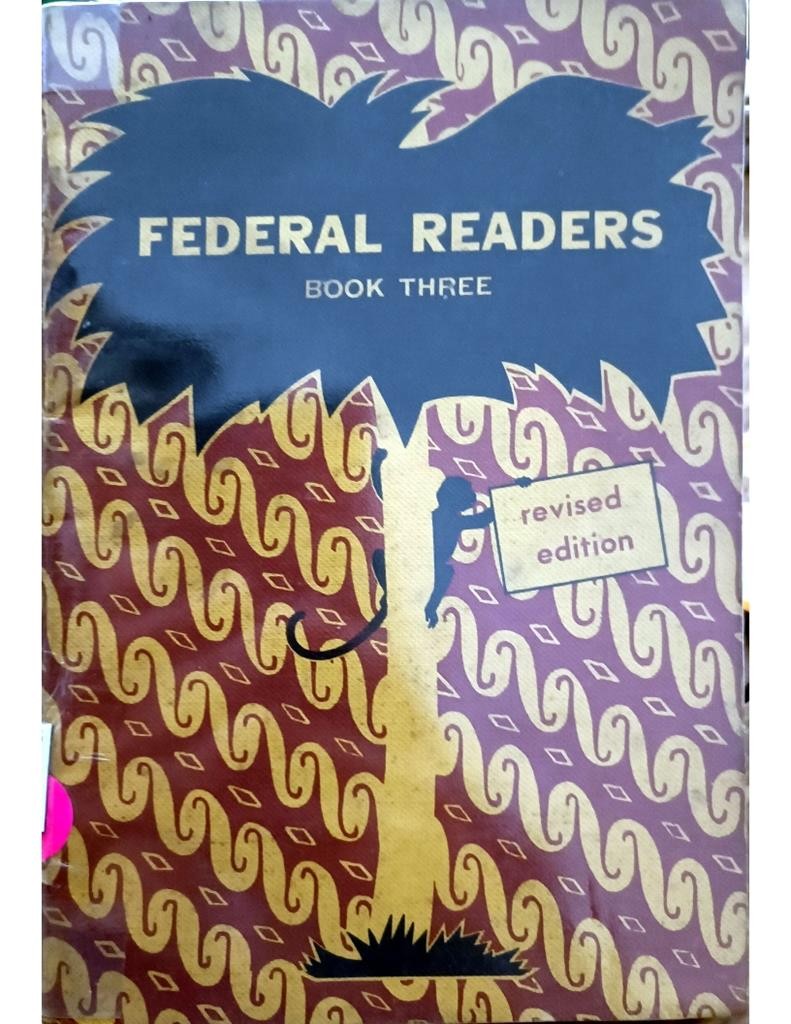 FEDERAL READERS
BOOK THREE
revised
edition